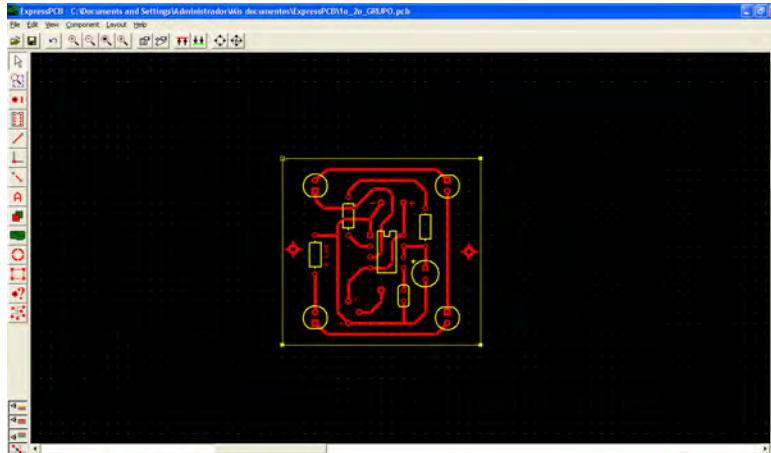 ExpressPCB - C:\Documents and Settings\Administrador\Mis documentos\ExpressPCB\1o_2o_GRUPO.pcb
File Edit View Component Layout Help
A
?
+
+